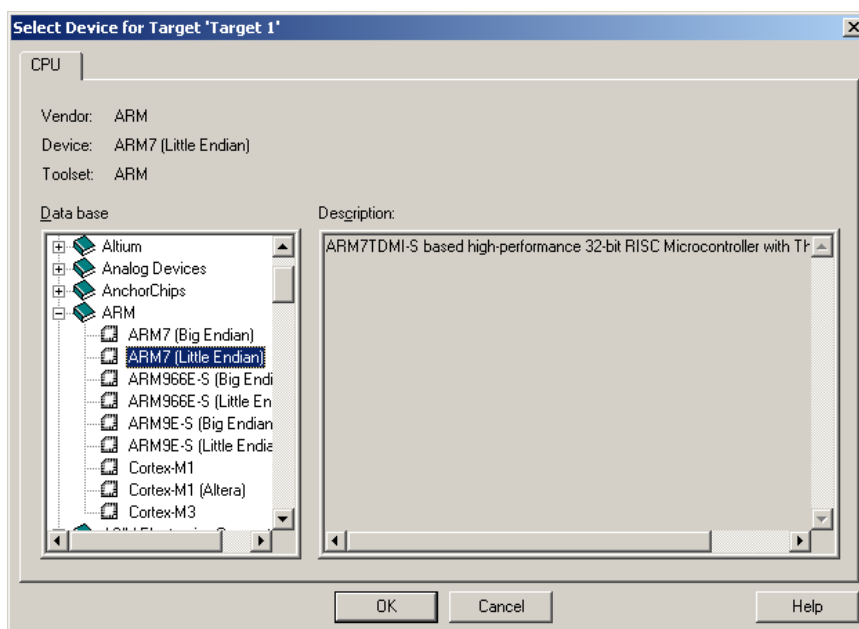 Select Device for Target 'Target 1'
CPU
Vendor: ARM
Device: ARM7 (Little Endian)
Toolset: ARM
Data base
Description:
Altium
Analog Devices
AnchorChips
ARM
ARM7 (Big Endian)
ARM7 (Little Endian)
ARM966E-S (Big Endi
ARM966E-S (Little En
ARM9E-S (Big Endian
ARM9E-S (Little Endia
Cortex-M1
Cortex-M1 (Altera)
Cortex-M3
ARM7TDMI-S based high-performance 32-bit RISC Microcontroller with Th
OK
Cancel
Help